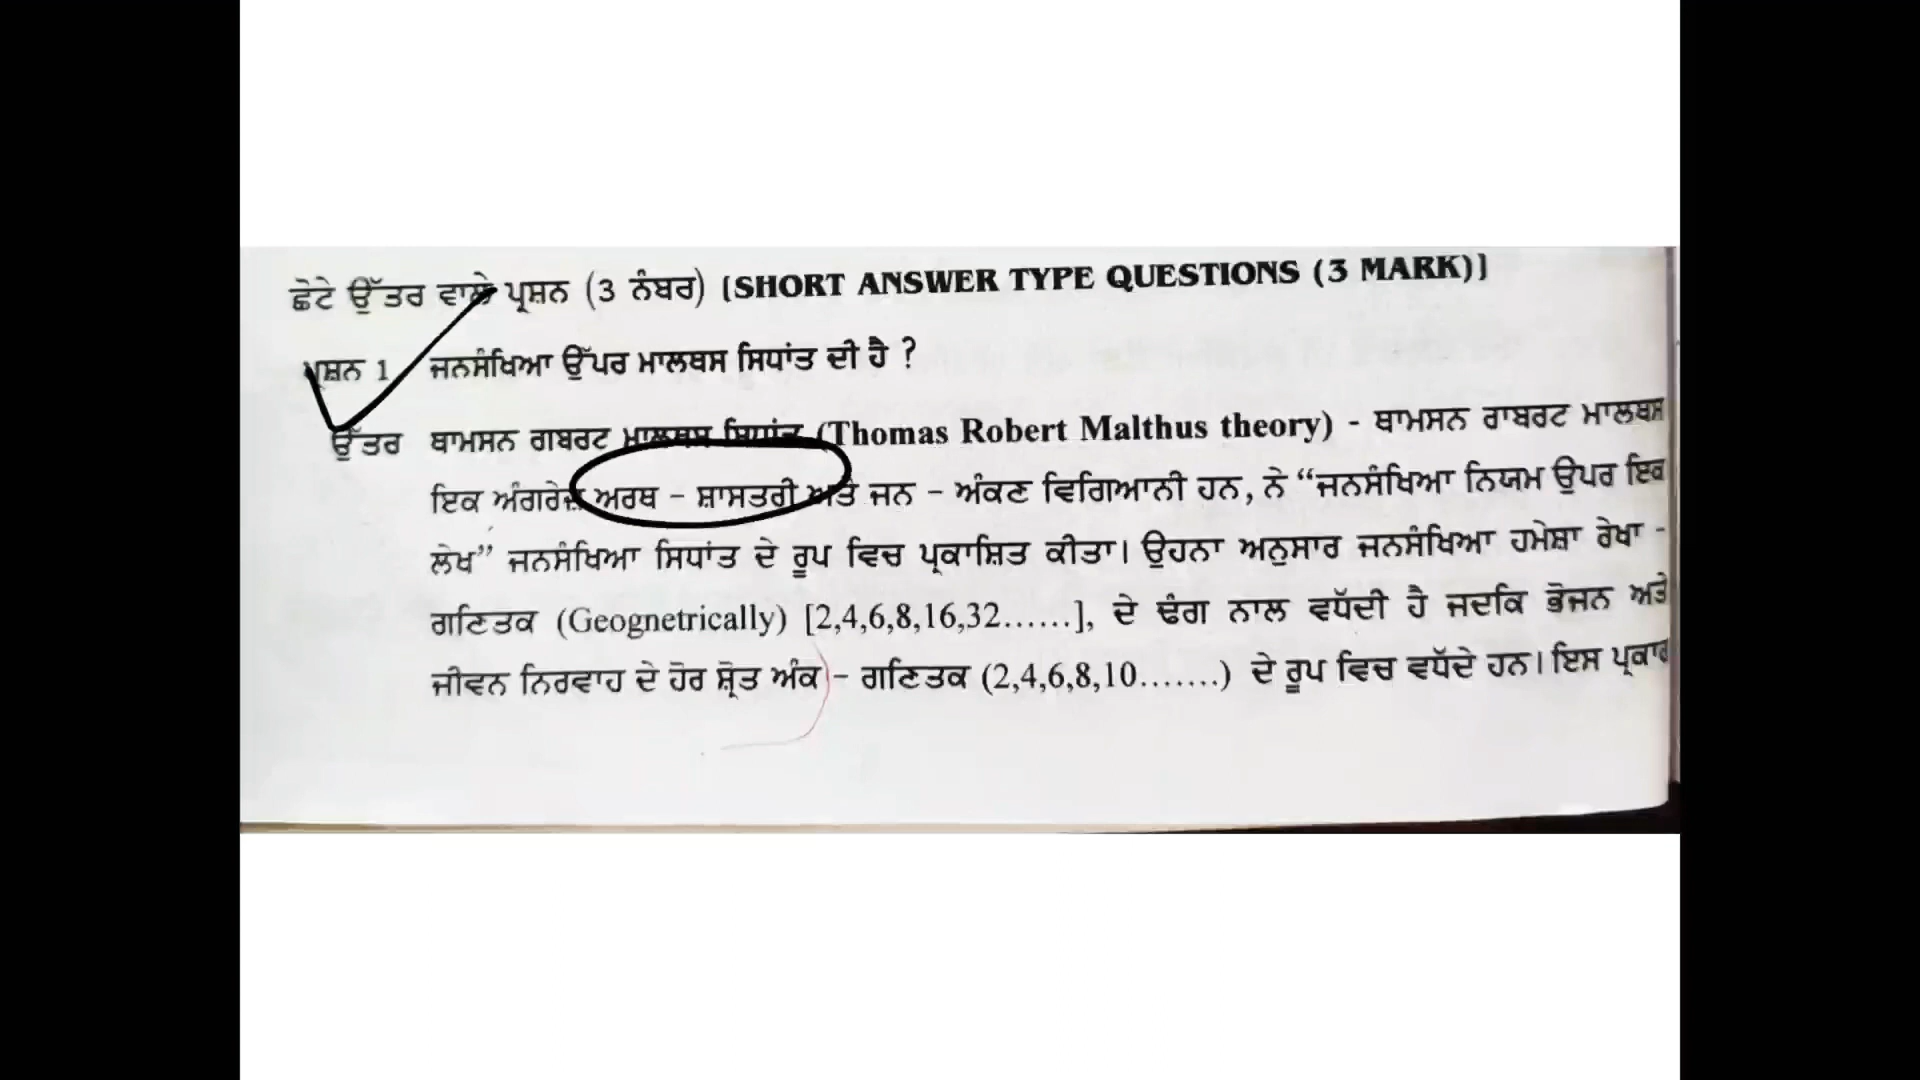 ਛੋਟੇ ਉੱਤਰ ਵਾਲੇ ਪ੍ਰਸ਼ਨ (3 ਨੰਬਰ) [SHORT ANSWER TYPE QUESTIONS (3 MARK)]
ਪ੍ਰਸ਼ਨ 1 ਜਨਸੰਖਿਆ ਉੱਪਰ ਮਾਲਥਸ ਸਿਧਾਂਤ ਦੀ ਹੈ ?
ਉੱਤਰ ਥਾਮਸਨ ਰਾਬਰਟ ਮਾਲਥਸ ਸਿਧਾਂਤ (Thomas Robert Malthus theory) - ਥਾਮਸਨ ਰਾਬਰਟ ਮਾਲਥਸ
ਇਕ ਅੰਗਰੇਜ਼ ਅਰਥ - ਸ਼ਾਸਤਰੀ ਅਤੇ ਜਨ - ਅੰਕਣ ਵਿਗਿਆਨੀ ਹਨ, ਨੇ “ਜਨਸੰਖਿਆ ਨਿਯਮ ਉਪਰ ਇਕ
ਲੇਖ” ਜਨਸੰਖਿਆ ਸਿਧਾਂਤ ਦੇ ਰੂਪ ਵਿਚ ਪ੍ਰਕਾਸ਼ਿਤ ਕੀਤਾ। ਉਹਨਾ ਅਨੁਸਾਰ ਜਨਸੰਖਿਆ ਹਮੇਸ਼ਾ ਰੇਖਾ -
ਗਣਿਤਕ (Geognetrically) [2,4,6,8,16,32......], ਦੇ ਢੰਗ ਨਾਲ ਵਧੱਦੀ ਹੈ ਜਦਕਿ ਭੋਜਨ ਅਤੇ
ਜੀਵਨ ਨਿਰਵਾਹ ਦੇ ਹੋਰ ਸ਼੍ਰੋਤ ਅੰਕ - ਗਣਿਤਕ (2,4,6,8,10.......) ਦੇ ਰੂਪ ਵਿਚ ਵਧੱਦੇ ਹਨ। ਇਸ ਪ੍ਰਕਾਰ